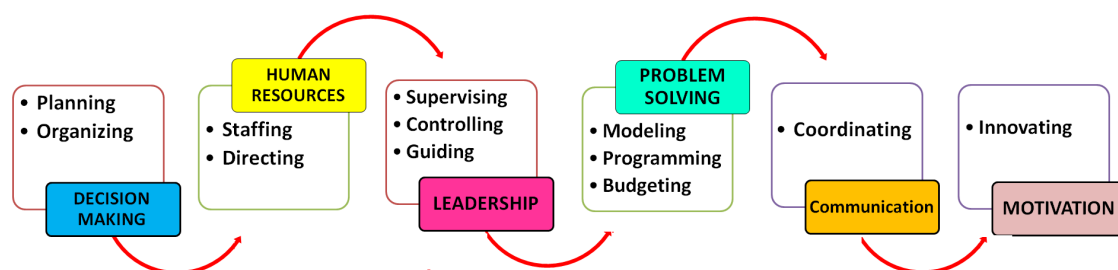 • Planning
• Organizing
DECISION
MAKING
HUMAN
RESOURCES
• Staffing
• Directing
• Supervising
• Controlling
• Guiding
LEADERSHIP
PROBLEM
SOLVING
• Modeling
• Programming
• Budgeting
• Coordinating
Communication
• Innovating
MOTIVATION